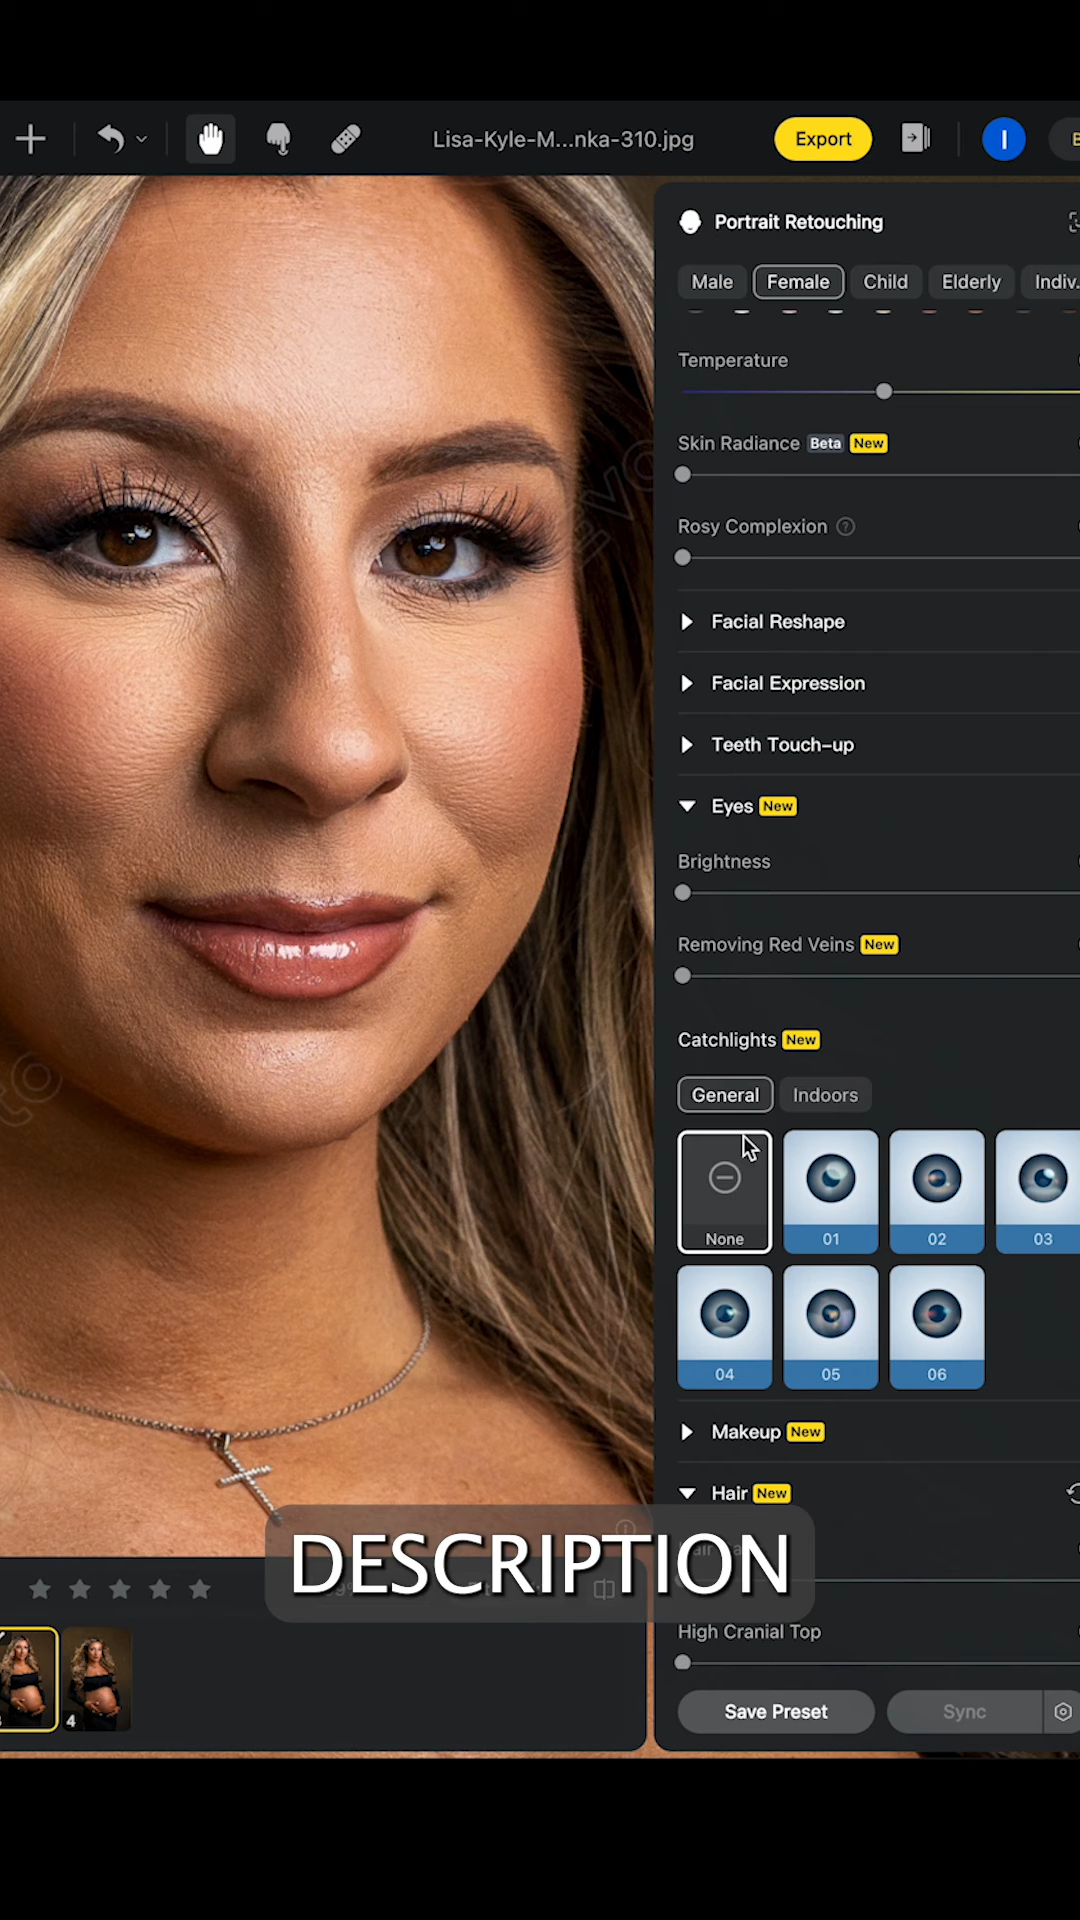 Lisa-Kyle-M...nka-310.jpg
Export
I
Portrait Retouching
Male Female Child Elderly Indiv.
Temperature
Skin Radiance Beta New
Rosy Complexion ?
Facial Reshape
Facial Expression
Teeth Touch-up
Eyes New
Brightness
Removing Red Veins New
Catchlights New
General Indoors
None 01 02 03
04 05 06
Makeup New
Hair New
DESCRIPTION
High Cranial Top
4
Save Preset Sync